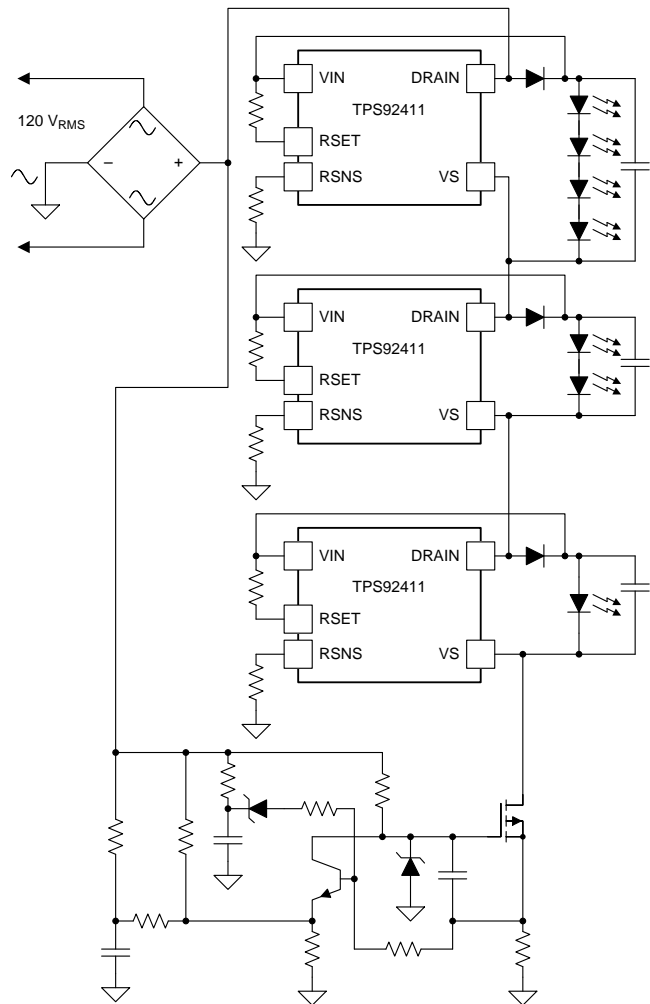 VIN DRAIN
TPS92411
120 VRMS
RSET
− +
RSNS VS
VIN DRAIN
TPS92411
RSET
RSNS VS
VIN DRAIN
TPS92411
RSET
RSNS VS